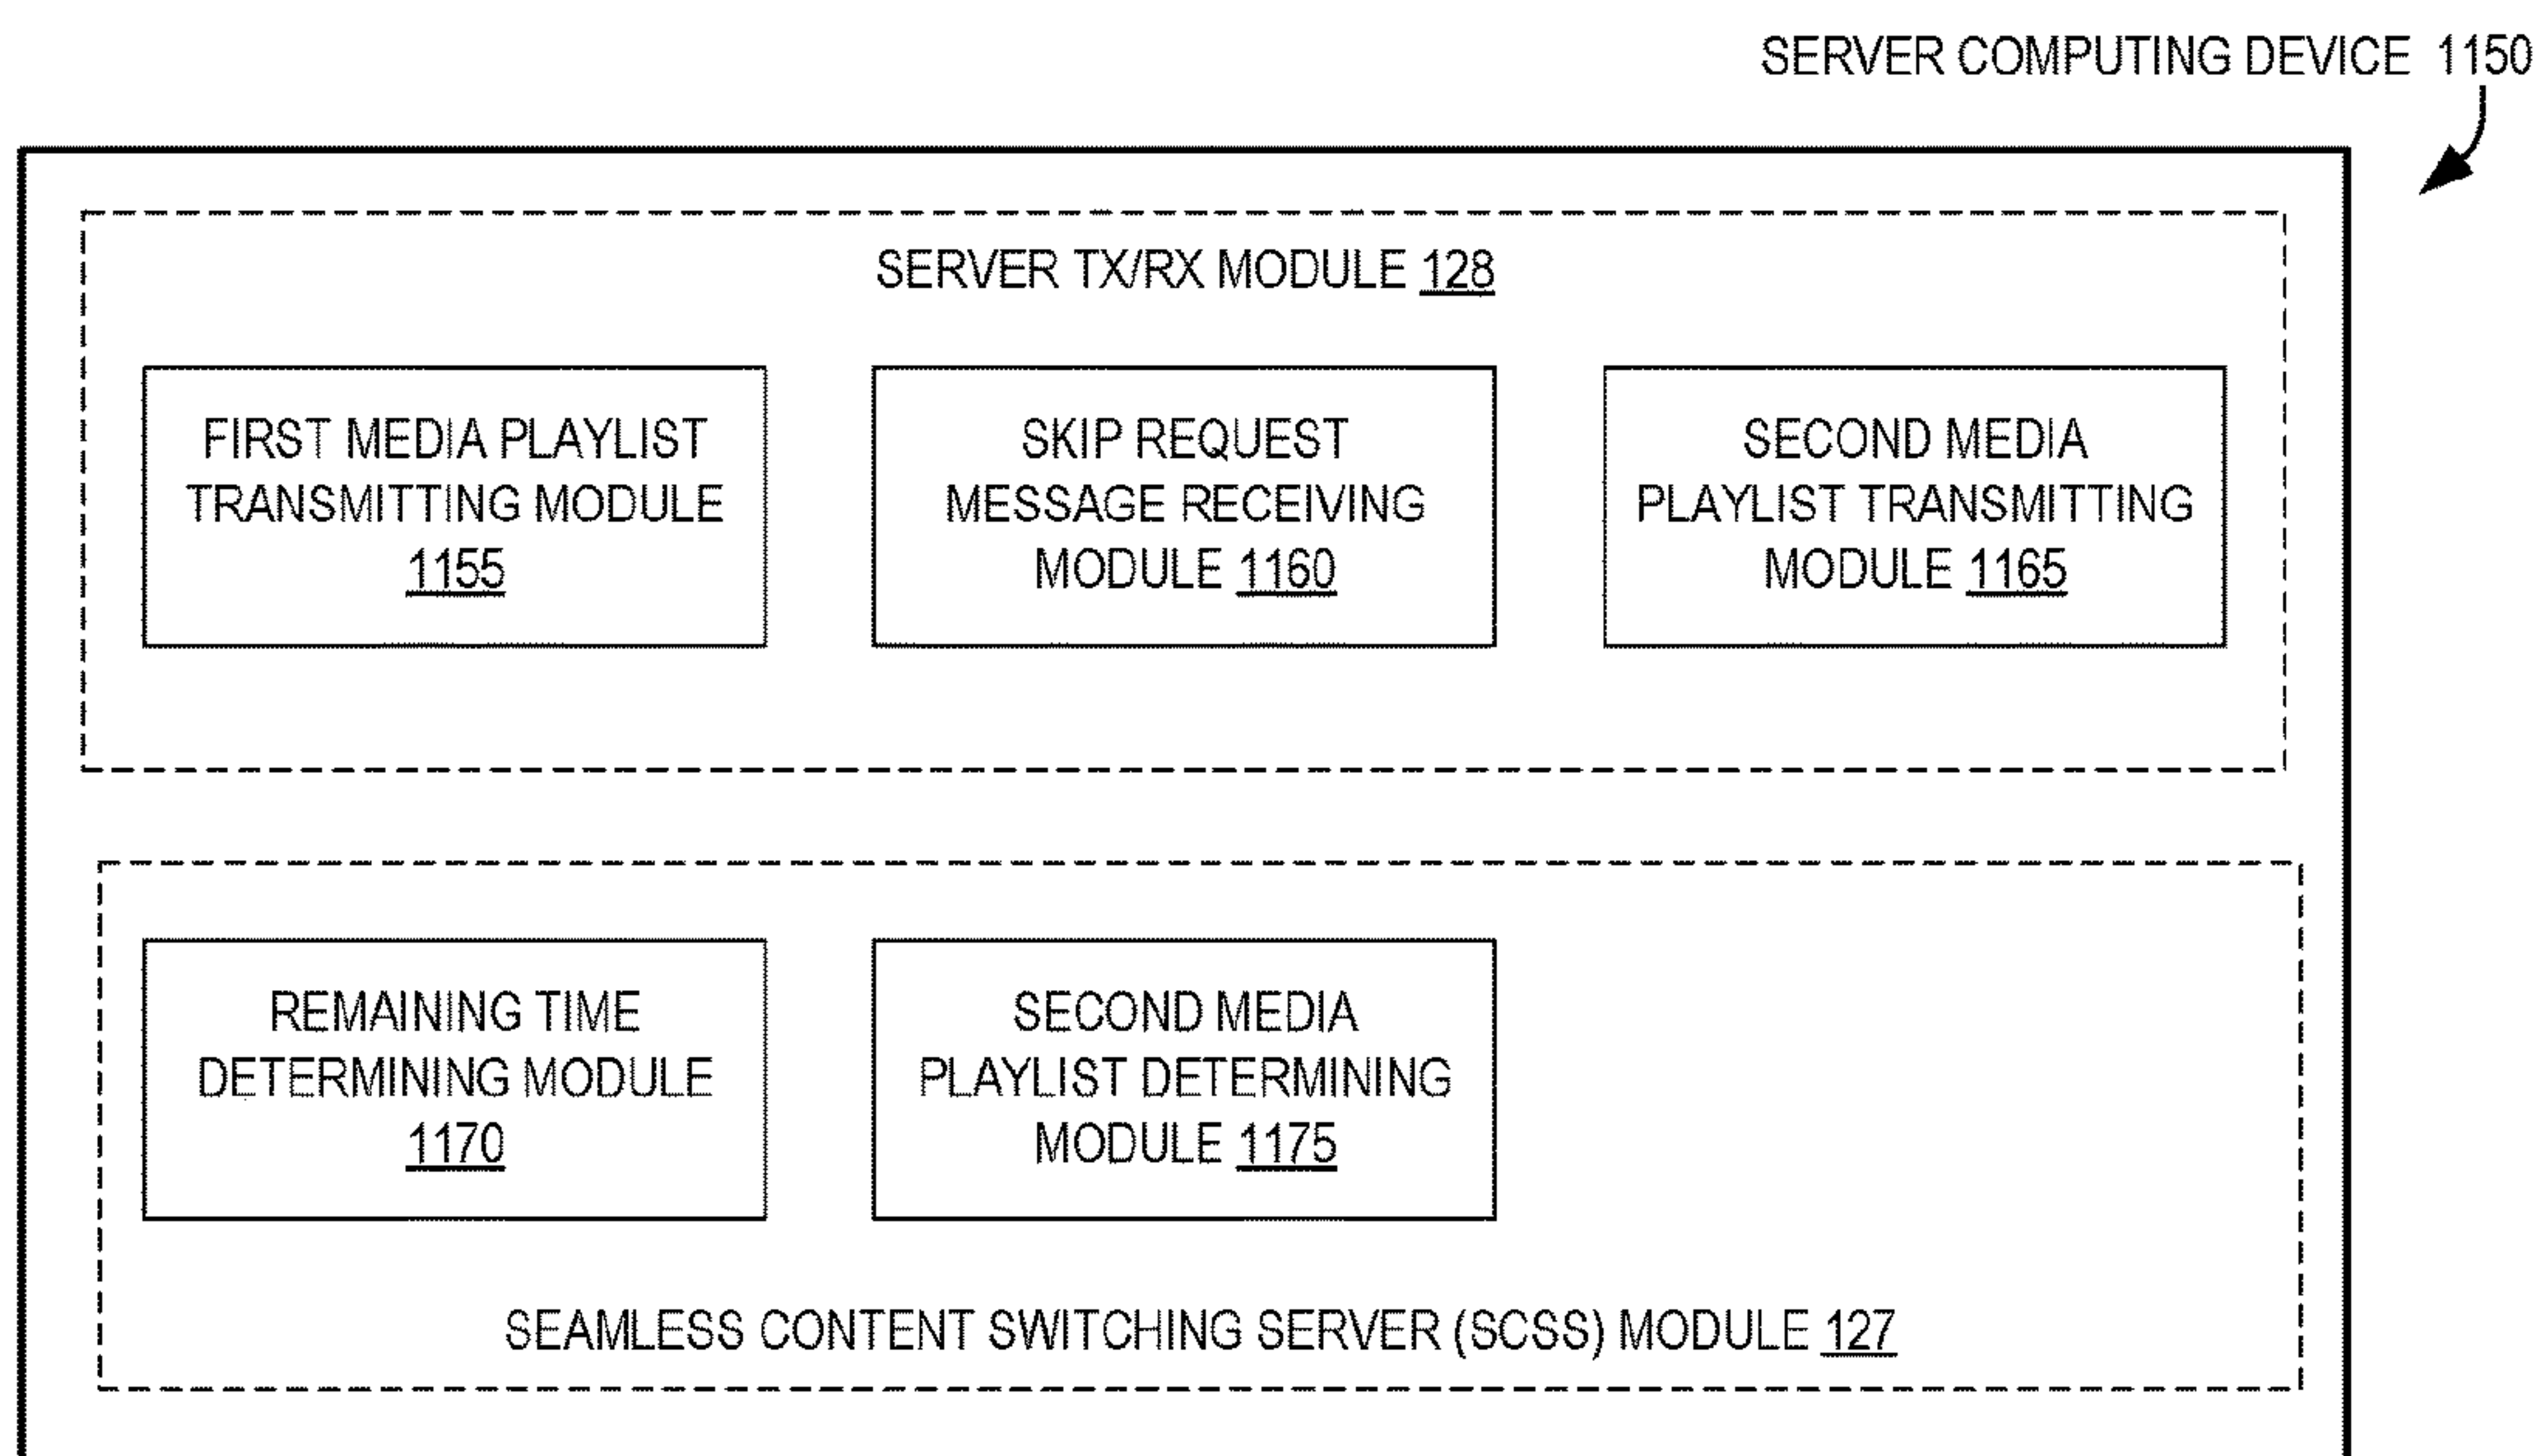 SERVER COMPUTING DEVICE 1150
SERVER TX/RX MODULE 128
FIRST MEDIA PLAYLIST
TRANSMITTING MODULE
1155
SKIP REQUEST
MESSAGE RECEIVING
MODULE 1160
SECOND MEDIA
PLAYLIST TRANSMITTING
MODULE 1165
REMAINING TIME
DETERMINING MODULE
1170
SECOND MEDIA
PLAYLIST DETERMINING
MODULE 1175
SEAMLESS CONTENT SWITCHING SERVER (SCSS) MODULE 127